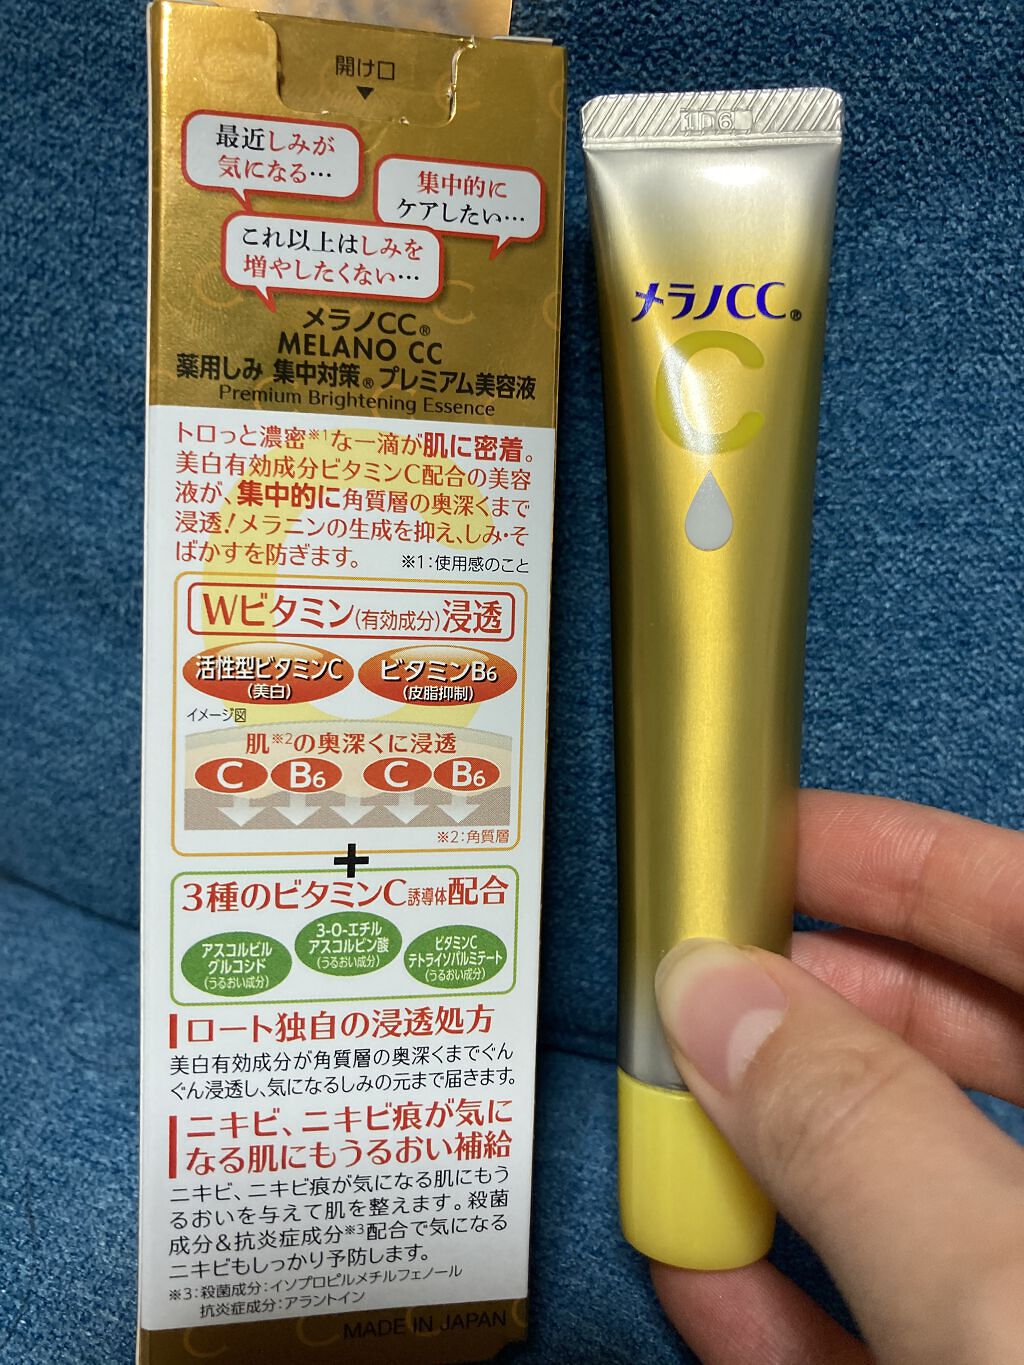 開け口
▼
最近しみが
気になる…
集中的に
ケアしたい…
これ以上はしみを
増やしたくない…
メラノCC®
MELANO CC
薬用しみ 集中対策® プレミアム美容液
Premium Brightening Essence
トロっと濃密※1な一滴が肌に密着。
美白有効成分ビタミンC配合の美容
液が、集中的に角質層の奥深くまで
浸透!メラニンの生成を抑え、しみ・そ
ばかすを防ぎます。 ※1:使用感のこと
Wビタミン(有効成分)浸透
活性型ビタミンC
(美白)
ビタミンB6
(皮脂抑制)
イメージ図
肌※2の奥深くに浸透
C B6 C B6
※2:角質層
+
3種のビタミンC誘導体配合
アスコルビル
グルコシド
(うるおい成分)
3-O-エチル
アスコルビン酸
(うるおい成分)
ビタミンC
テトライソパルミテート
(うるおい成分)
ロート独自の浸透処方
美白有効成分が角質層の奥深くまでぐん
ぐん浸透し、気になるしみの元まで届きます。
ニキビ、ニキビ痕が気に
なる肌にもうるおい補給
ニキビ、ニキビ痕が気になる肌にもう
るおいを与えて肌を整えます。殺菌
成分&抗炎症成分※3配合で気になる
ニキビもしっかり予防します。
※3:殺菌成分:イソプロピルメチルフェノール
抗炎症成分:アラントイン
MADE IN JAPAN
1D6
メラノCC®
C